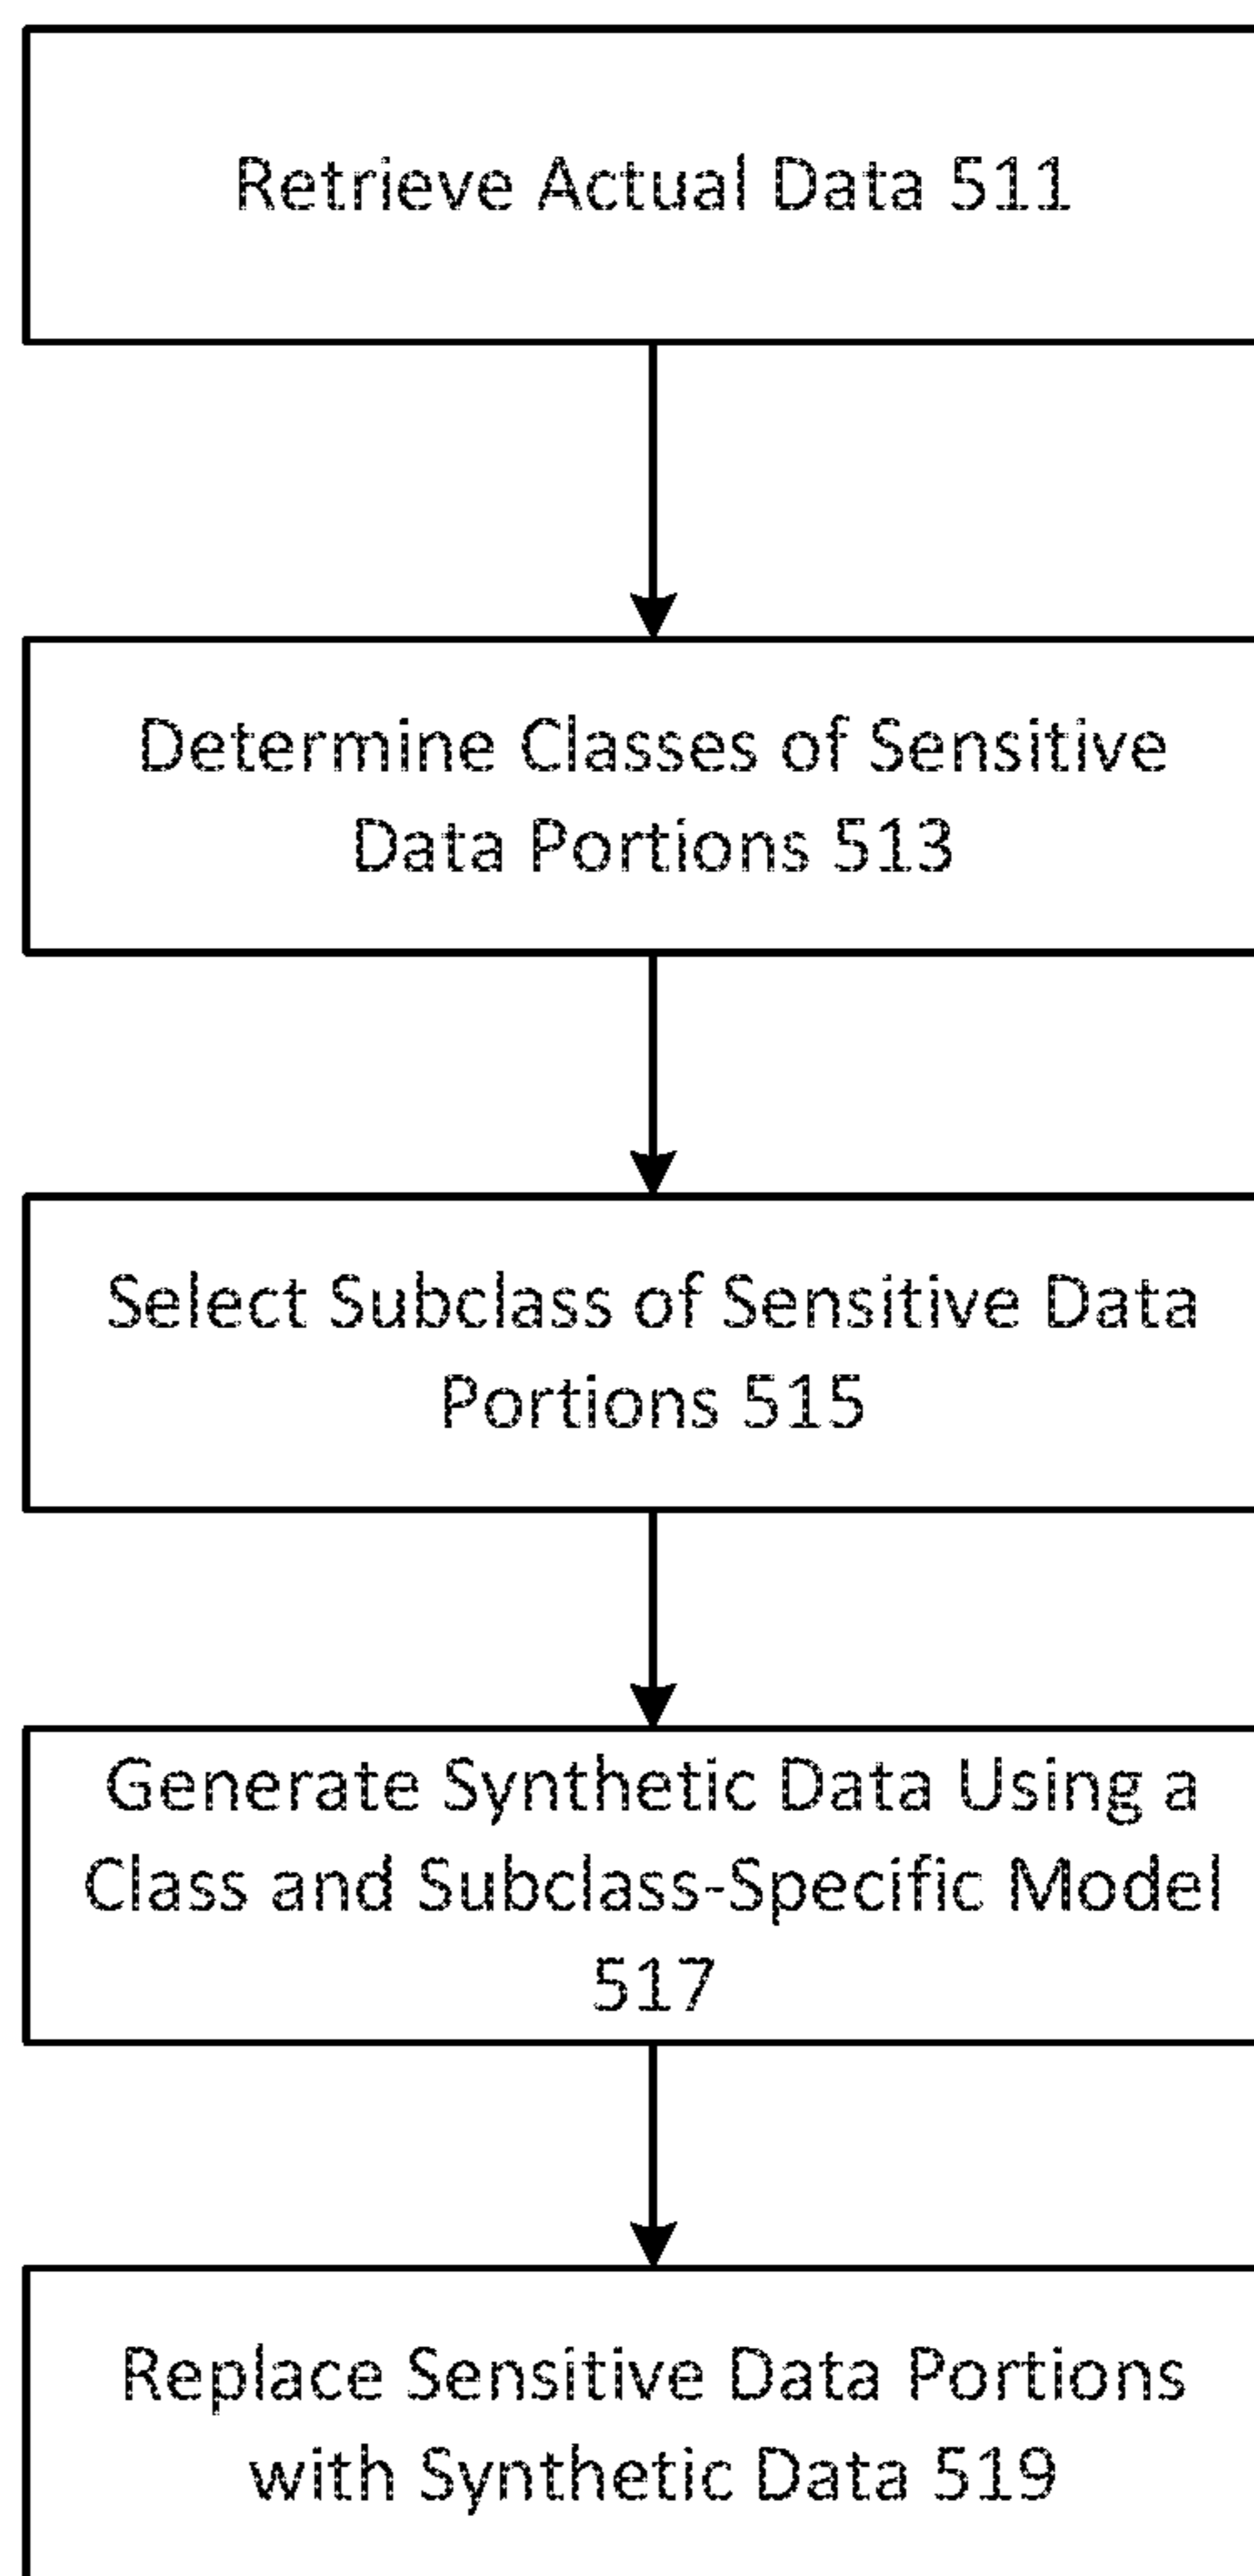 Retrieve Actual Data 511
Determine Classes of Sensitive
Data Portions 513
Select Subclass of Sensitive Data
Portions 515
Generate Synthetic Data Using a
Class and Subclass-Specific Model
517
Replace Sensitive Data Portions
with Synthetic Data 519